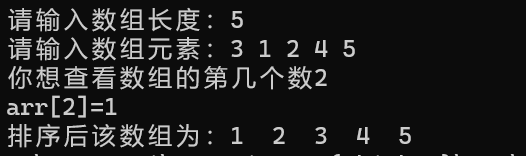 请输入数组长度：5
请输入数组元素：3 1 2 4 5
你想查看数组的第几个数2
arr[2]=1
排序后该数组为：1  2  3  4  5